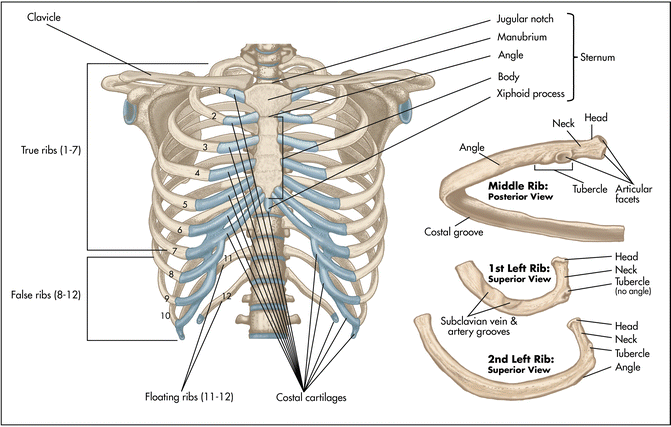 Clavicle
Jugular notch
Manubrium
Angle
Body
Xiphoid process
Sternum
True ribs (1-7)
False ribs (8-12)
1
2
3
4
5
6
7
8
9
10
11
12
Floating ribs (11-12)
Costal cartilages
Head
Neck
Angle
Middle Rib:
Posterior View
Tubercle
Articular
facets
Costal groove
1st Left Rib:
Superior View
Head
Neck
Tubercle
(no angle)
Subclavian vein &
artery grooves
2nd Left Rib:
Superior View
Head
Neck
Tubercle
Angle